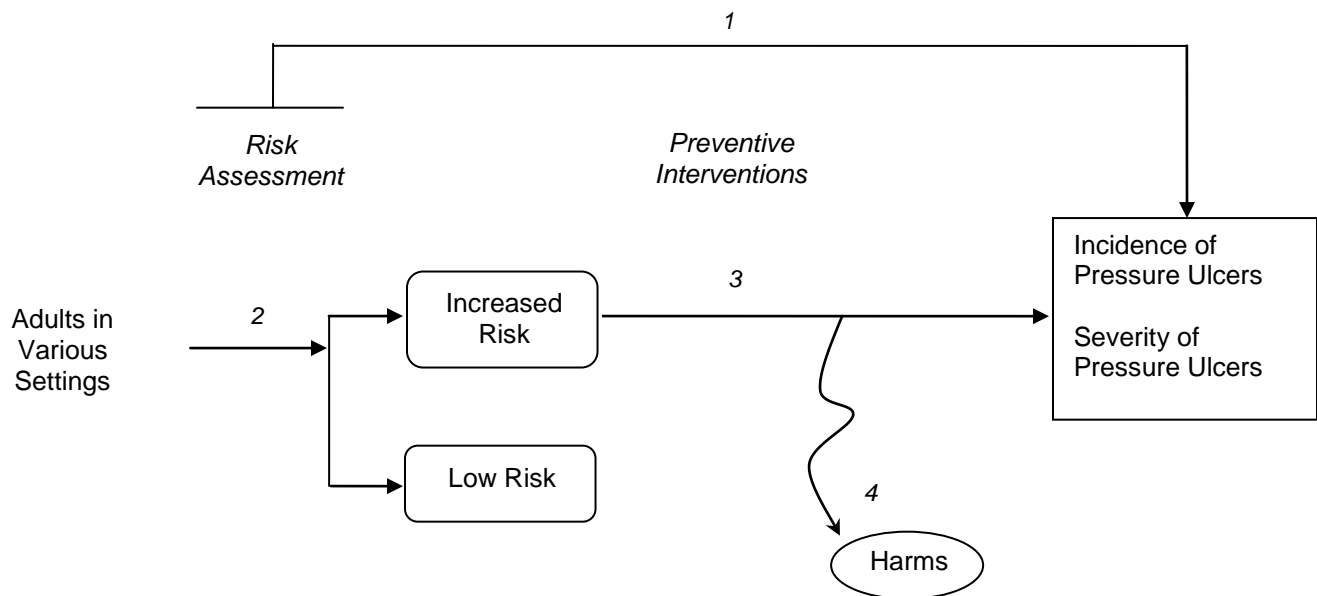 1
Risk
Assessment
Preventive
Interventions
Adults in
Various
Settings
2
Increased
Risk
Low Risk
3
4
Harms
Incidence of
Pressure Ulcers
Severity of
Pressure Ulcers